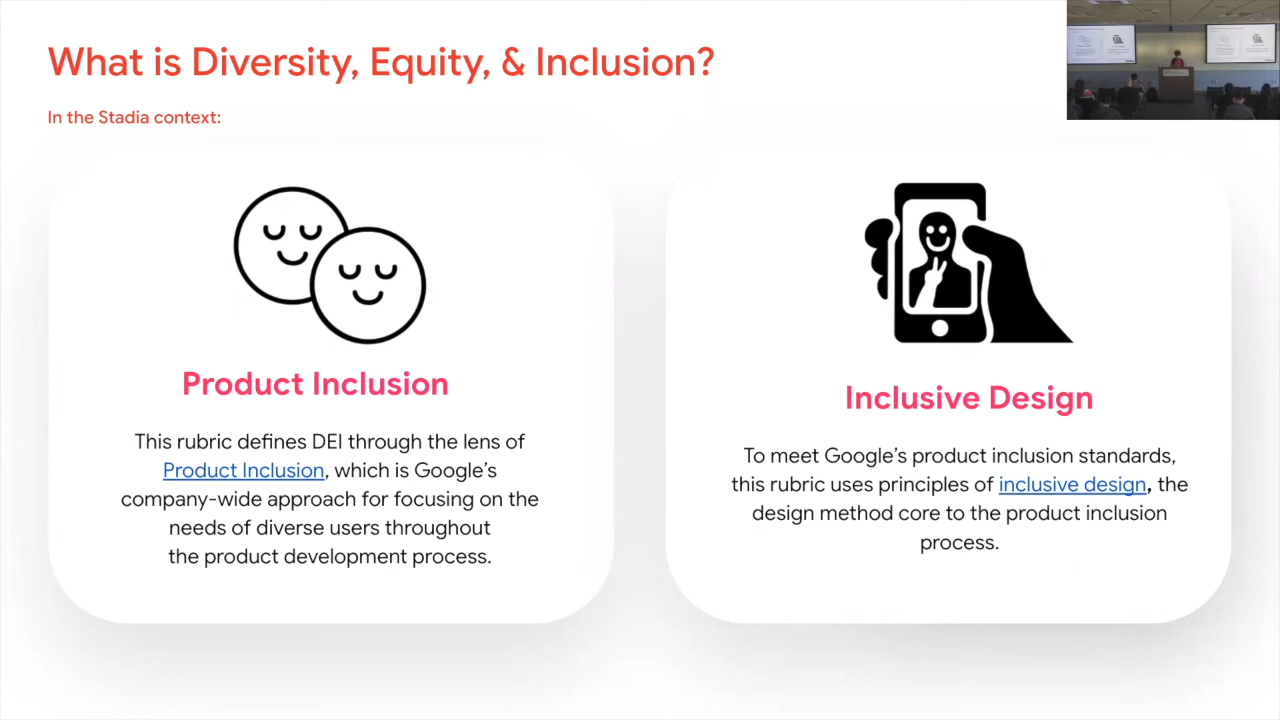 What is Diversity, Equity, & Inclusion?
In the Stadia context:
Product Inclusion
This rubric defines DEI through the lens of
Product Inclusion, which is Google’s
company-wide approach for focusing on the
needs of diverse users throughout
the product development process.
Inclusive Design
To meet Google’s product inclusion standards,
this rubric uses principles of inclusive design, the
design method core to the product inclusion
process.